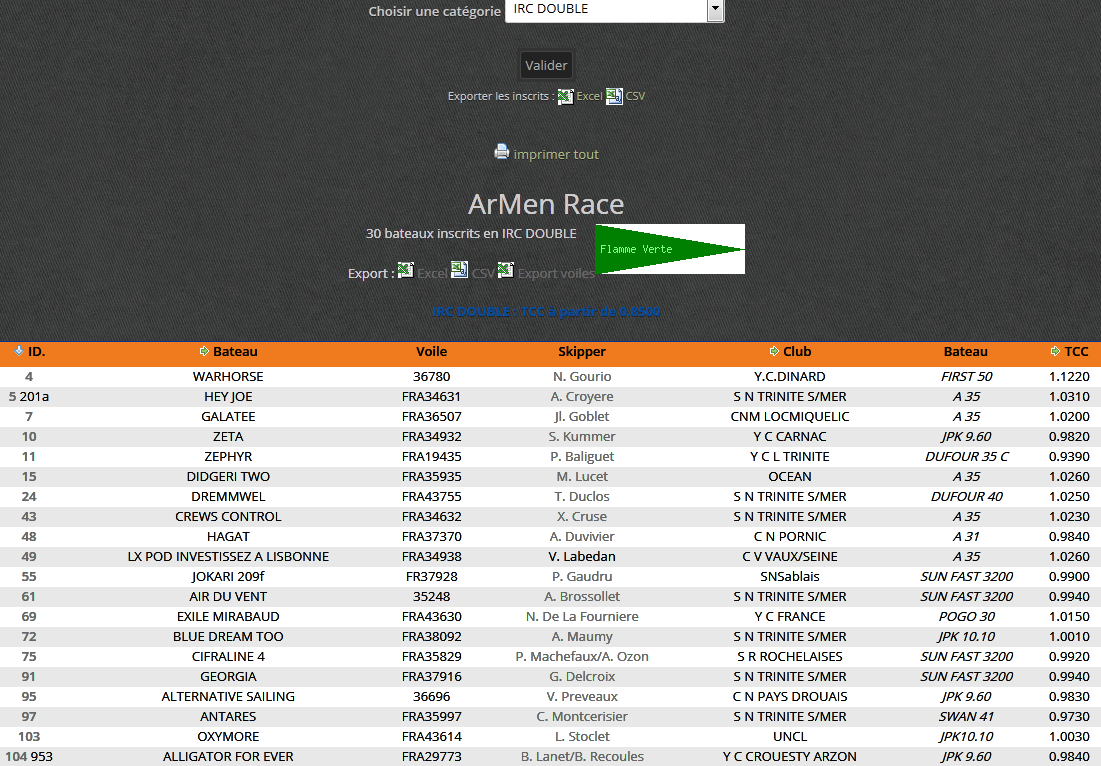 Choisir une catégorie IRC DOUBLE
Valider
Exporter les inscrits : Excel CSV
imprimer tout
ArMen Race
30 bateaux inscrits en IRC DOUBLE
Flamme Verte
Export : Excel CSV Export voiles
IRC DOUBLE : TCC à partir de 0.8900
ID. Bateau Voile Skipper Club Bateau TCC
4 WARHORSE 36780 N. Gourio Y.C.DINARD FIRST 50 1.1220
5 201a HEY JOE FRA34631 A. Croyere S N TRINITE S/MER A 35 1.0310
7 GALATEE FRA36507 Jl. Goblet CNM LOCMIQUELIC A 35 1.0200
10 ZETA FRA34932 S. Kummer Y C CARNAC JPK 9.60 0.9820
11 ZEPHYR FRA19435 P. Baliguet Y C L TRINITE DUFOUR 35 C 0.9390
15 DIDGERI TWO FRA35935 M. Lucet OCEAN A 35 1.0260
24 DREMMWEL FRA43755 T. Duclos S N TRINITE S/MER DUFOUR 40 1.0250
43 CREWS CONTROL FRA34632 X. Cruse S N TRINITE S/MER A 35 1.0230
48 HAGAT FRA37370 A. Duvivier C N PORNIC A 31 0.9840
49 LX POD INVESTISSEZ A LISBONNE FRA34938 V. Labedan C V VAUX/SEINE A 35 1.0260
55 JOKARI 209f FR37928 P. Gaudru SNSablais SUN FAST 3200 0.9900
61 AIR DU VENT 35248 A. Brossollet S N TRINITE S/MER SUN FAST 3200 0.9940
69 EXILE MIRABAUD FRA43630 N. De La Fourniere Y C FRANCE POGO 30 1.0150
72 BLUE DREAM TOO FRA38092 A. Maumy S N TRINITE S/MER JPK 10.10 1.0010
75 CIFRALINE 4 FRA35829 P. Machefaux/A. Ozon S R ROCHELAISES SUN FAST 3200 0.9920
91 GEORGIA FRA37916 G. Delcroix S N TRINITE S/MER SUN FAST 3200 0.9940
95 ALTERNATIVE SAILING 36696 V. Preveaux C N PAYS DROUAIS JPK 9.60 0.9830
97 ANTARES FRA35997 C. Montcerisier S N TRINITE S/MER SWAN 41 0.9730
103 OXYMORE FRA43614 L. Stoclet UNCL JPK10.10 1.0030
104 953 ALLIGATOR FOR EVER FRA29773 B. Lanet/B. Recoules Y C CROUESTY ARZON JPK 9.60 0.9840